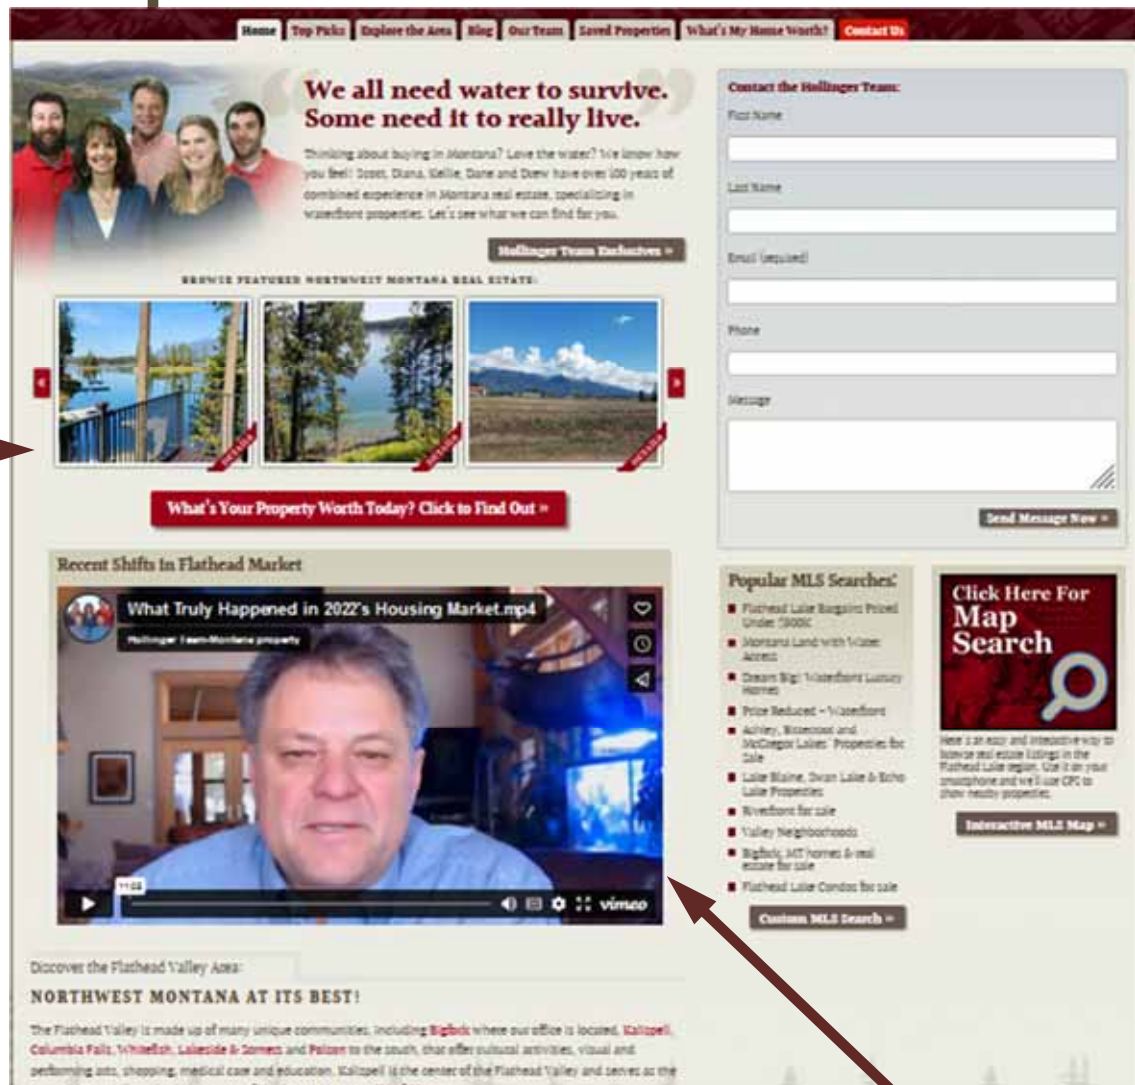 Home Top Picks Explore the Area Blog Our Team Saved Properties What's My Home Worth? Contact Us
We all need water to survive.
Some need it to really live.
Thinking about buying in Montana? Love the water? We know how
you feel! Scott, Diana, Kellie, Dane and Drew have over 100 years of
combined experience in Montana real estate, specializing in
waterfront properties. Let's see what we can find for you.
Hollinger Team Exclusives »
BROWSE FEATURED NORTHWEST MONTANA REAL ESTATE:
«
»
DETAILS
DETAILS
DETAILS
What's Your Property Worth Today? Click to Find Out »
Contact the Hollinger Team:
First Name
Last Name
Email (required)
Phone
Message
Send Message Now »
Recent Shifts in Flathead Market
What Truly Happened in 2022's Housing Market.mp4
Hollinger Team-Montana property
vimeo
Popular MLS Searches:
Flathead Lake Bargains Priced
Under
Montana Land with Water
Access
Dream Big! Waterfront Luxury
Homes
Price Reduced – Waterfront
Ashley, Bitterroot and
McGregor Lakes' Properties for
Sale
Lake Blaine, Swan Lake & Echo
Lake Properties
Riverfront for sale
Valley Neighborhoods
Bigfork, MT homes & real
estate for sale
Flathead Lake Condos for sale
Custom MLS Search »
Click Here For
Map
Search
Here is an easy and interactive way to
browse real estate listings in the
Flathead Lake region. Use it on your
smartphone and we'll use GPS to
show nearby properties.
Interactive MLS Map »
Discover the Flathead Valley Area:
NORTHWEST MONTANA AT ITS BEST!
The Flathead Valley is made up of many unique communities, including Bigfork where our office is located, Kalispell,
Columbia Falls, Whitefish, Lakeside & Somers and Polson to the south, that offer cultural activities, visual and
performing arts, shopping, medical care and education. Kalispell is the center of the Flathead Valley and serves as the